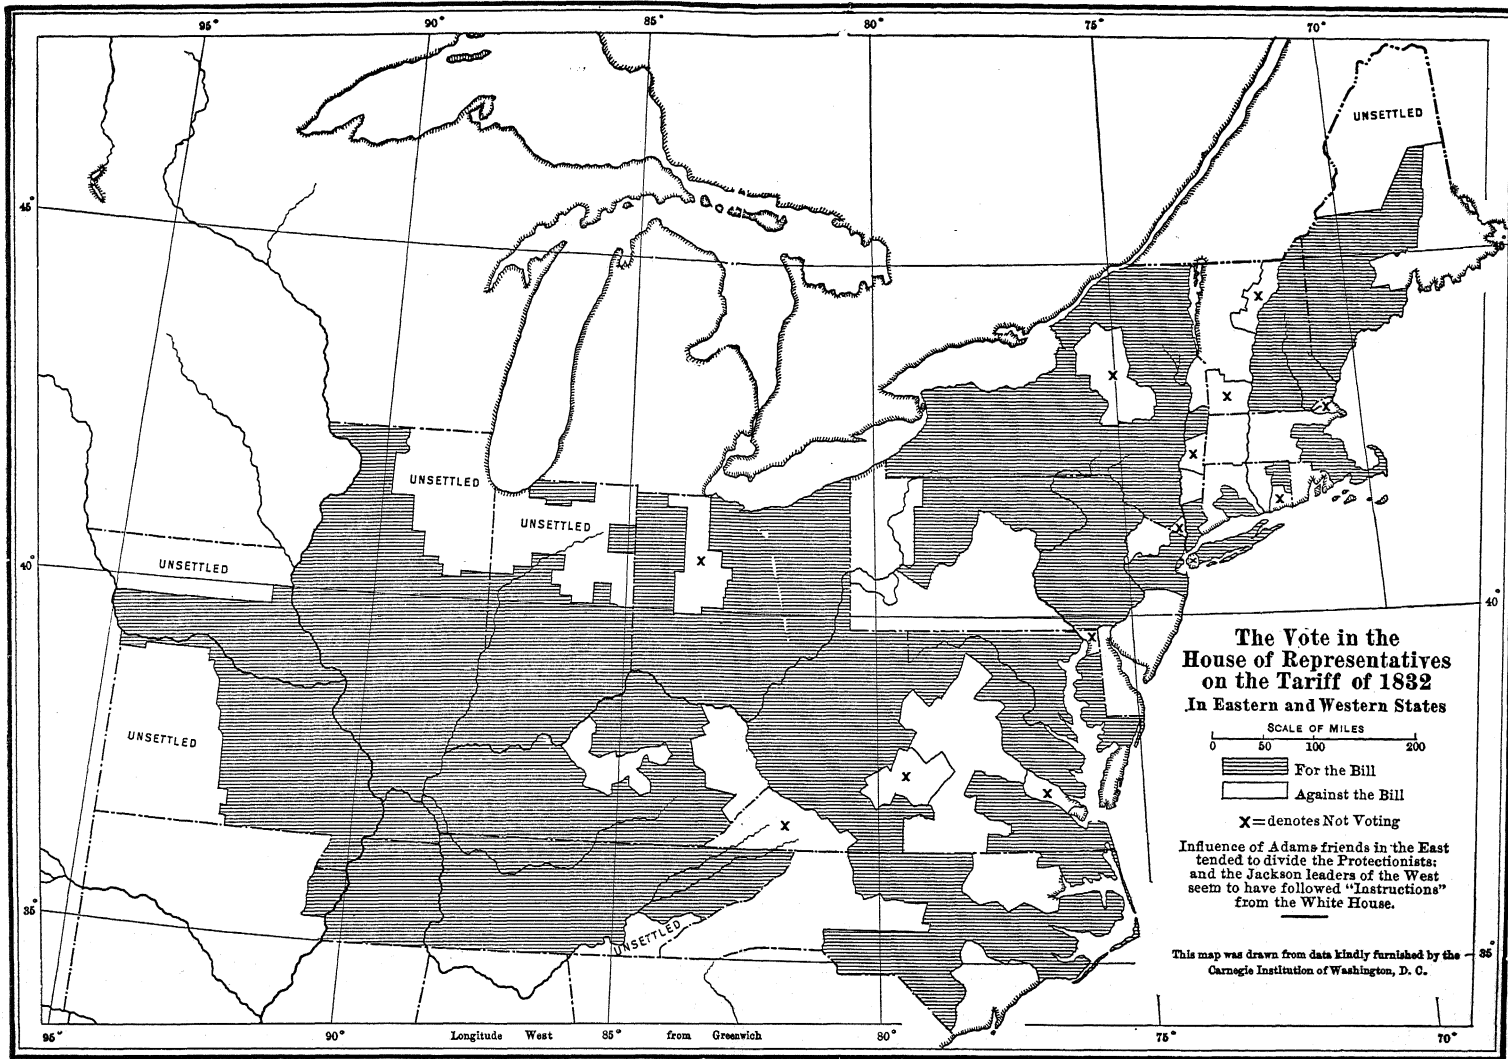 95° 90° 85° 80° 75° 70°
UNSETTLED
45°
45°
UNSETTLED
UNSETTLED
UNSETTLED
40°
40°
UNSETTLED
UNSETTLED
35°
The Vote in the
House of Representatives
on the Tariff of 1832
In Eastern and Western States
SCALE OF MILES
0 50 100 200
For the Bill
Against the Bill
X=denotes Not Voting
Influence of Adams friends in the East
tended to divide the Protectionists;
and the Jackson leaders of the West
seem to have followed "Instructions"
from the White House.
This map was drawn from data kindly furnished by the
Carnegie Institution of Washington, D. C.
35°
95° 90° Longitude West 85° from Greenwich 80° 75° 70°